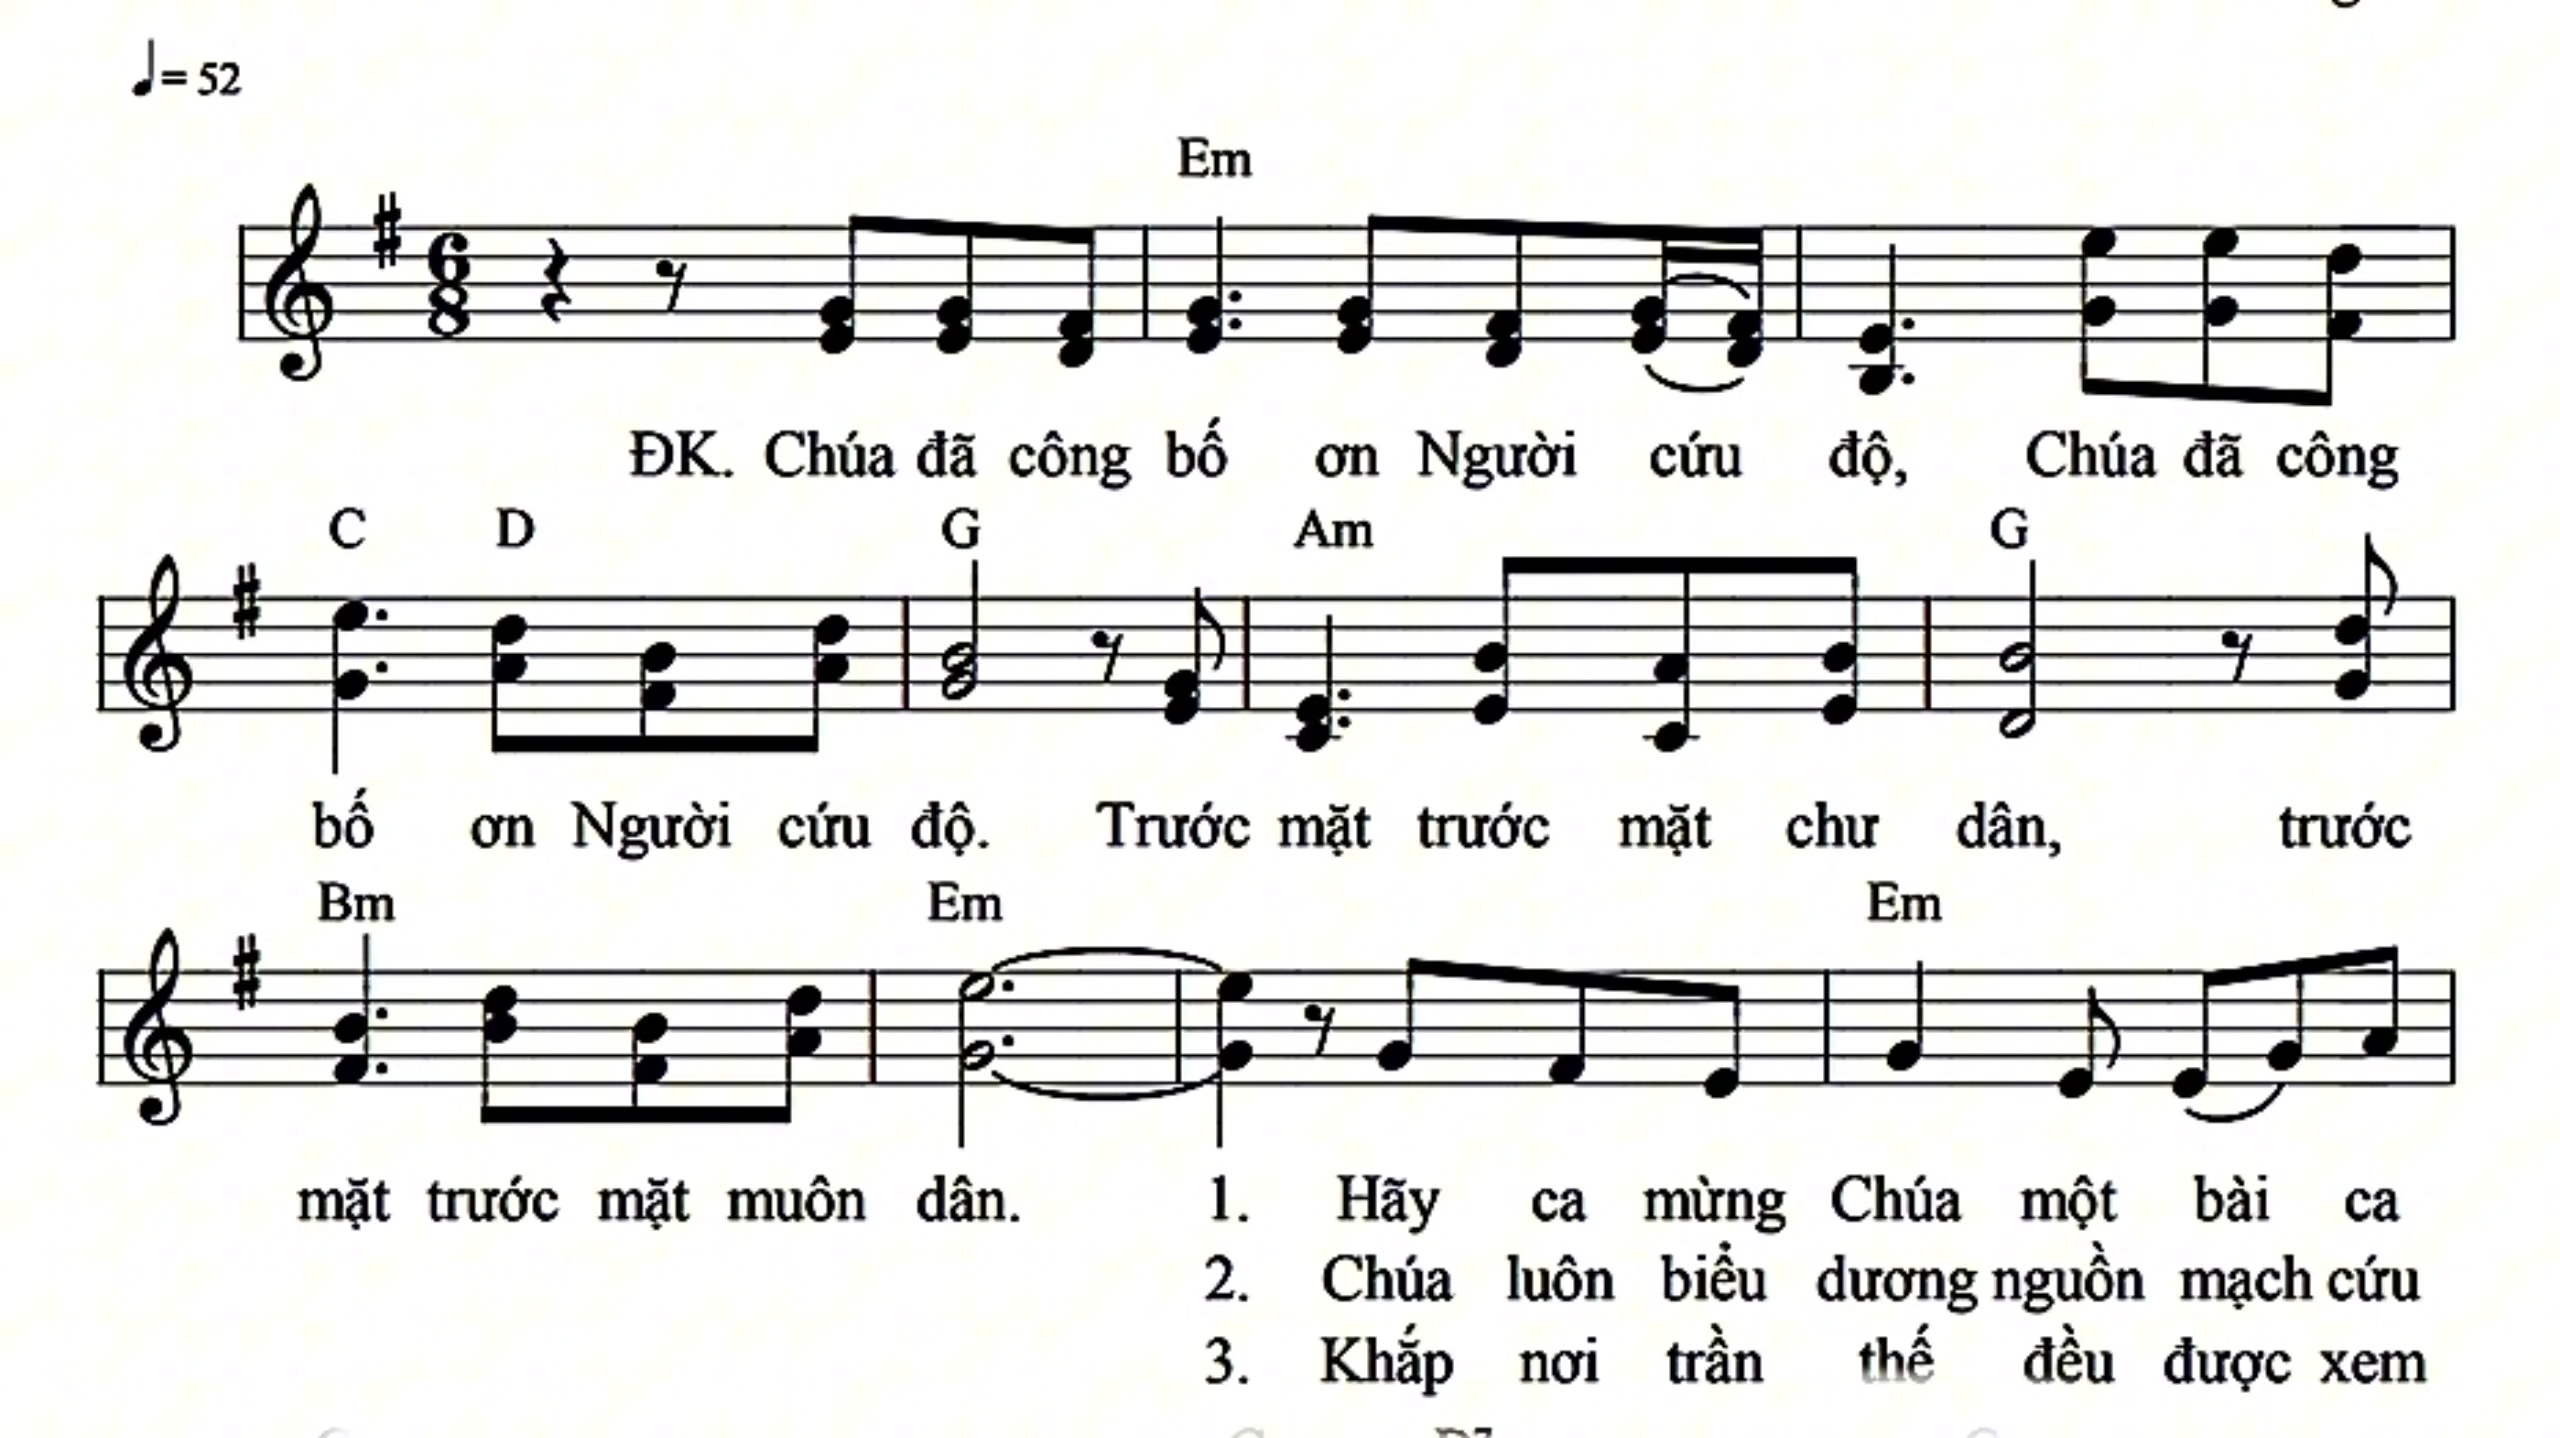 = 52
Em
ĐK. Chúa đã công bố ơn Người cứu độ, Chúa đã công
C D G Am G
bố ơn Người cứu độ. Trước mặt trước mặt chư dân, trước
Bm Em Em
mặt trước mặt muôn dân. 1. Hãy ca mừng Chúa một bài ca
2. Chúa luôn biểu dương nguồn mạch cứu
3. Khắp nơi trần thế đều được xem